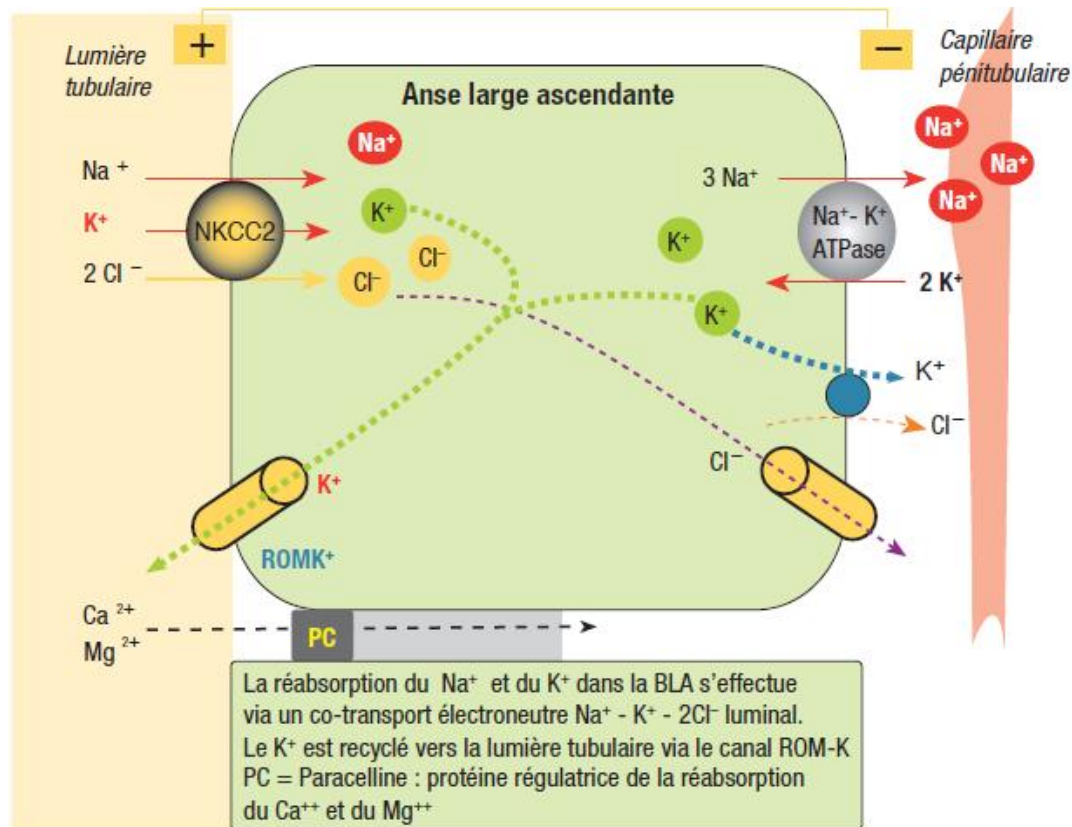 +
−
Lumière
tubulaire
Capillaire
pénitubulaire
Anse large ascendante
Na⁺
Na⁺
Na⁺
Na⁺
Na ⁺
3 Na⁺
K⁺
K⁺
NKCC2
Na⁺- K⁺
ATPase
K⁺
Cl⁻
2 Cl ⁻
Cl⁻
2 K⁺
K⁺
K⁺
Cl⁻
Cl⁻
K⁺
ROMK⁺
Ca ²⁺
Mg ²⁺
PC
La réabsorption du Na⁺ et du K⁺ dans la BLA s’effectue
via un co-transport électroneutre Na⁺ - K⁺ - 2Cl⁻ luminal.
Le K⁺ est recyclé vers la lumière tubulaire via le canal ROM-K
PC = Paracelline : protéine régulatrice de la réabsorption
du Ca⁺⁺ et du Mg⁺⁺